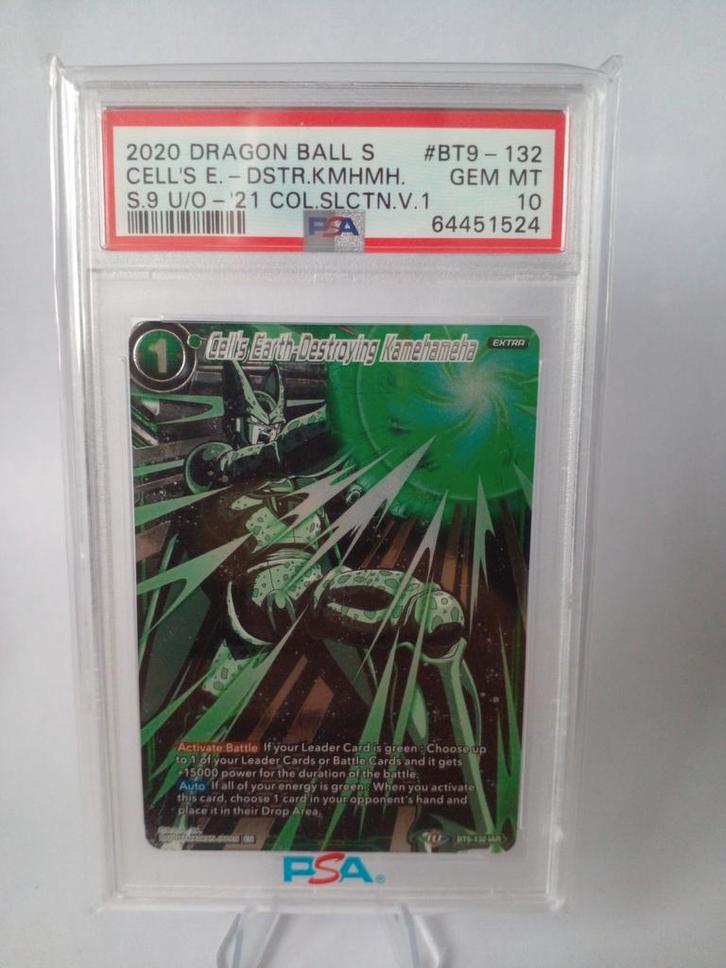 2020 DRAGON BALL S #BT9-132
CELL'S E.-DSTR.KMHMH. GEM MT
S.9 U/O-'21 COL.SLCTN.V.1 10
PSA 64451524
1 Cell's Earth-Destroying Kamehameha EXTRA
Activate:Battle If your Leader Card is green : Choose up
to 1 of your Leader Cards or Battle Cards and it gets
+15000 power for the duration of the battle.
Auto If all of your energy is green : When you activate
this card, choose 1 card in your opponent's hand and
place it in their Drop Area.
BT9-132
PSA